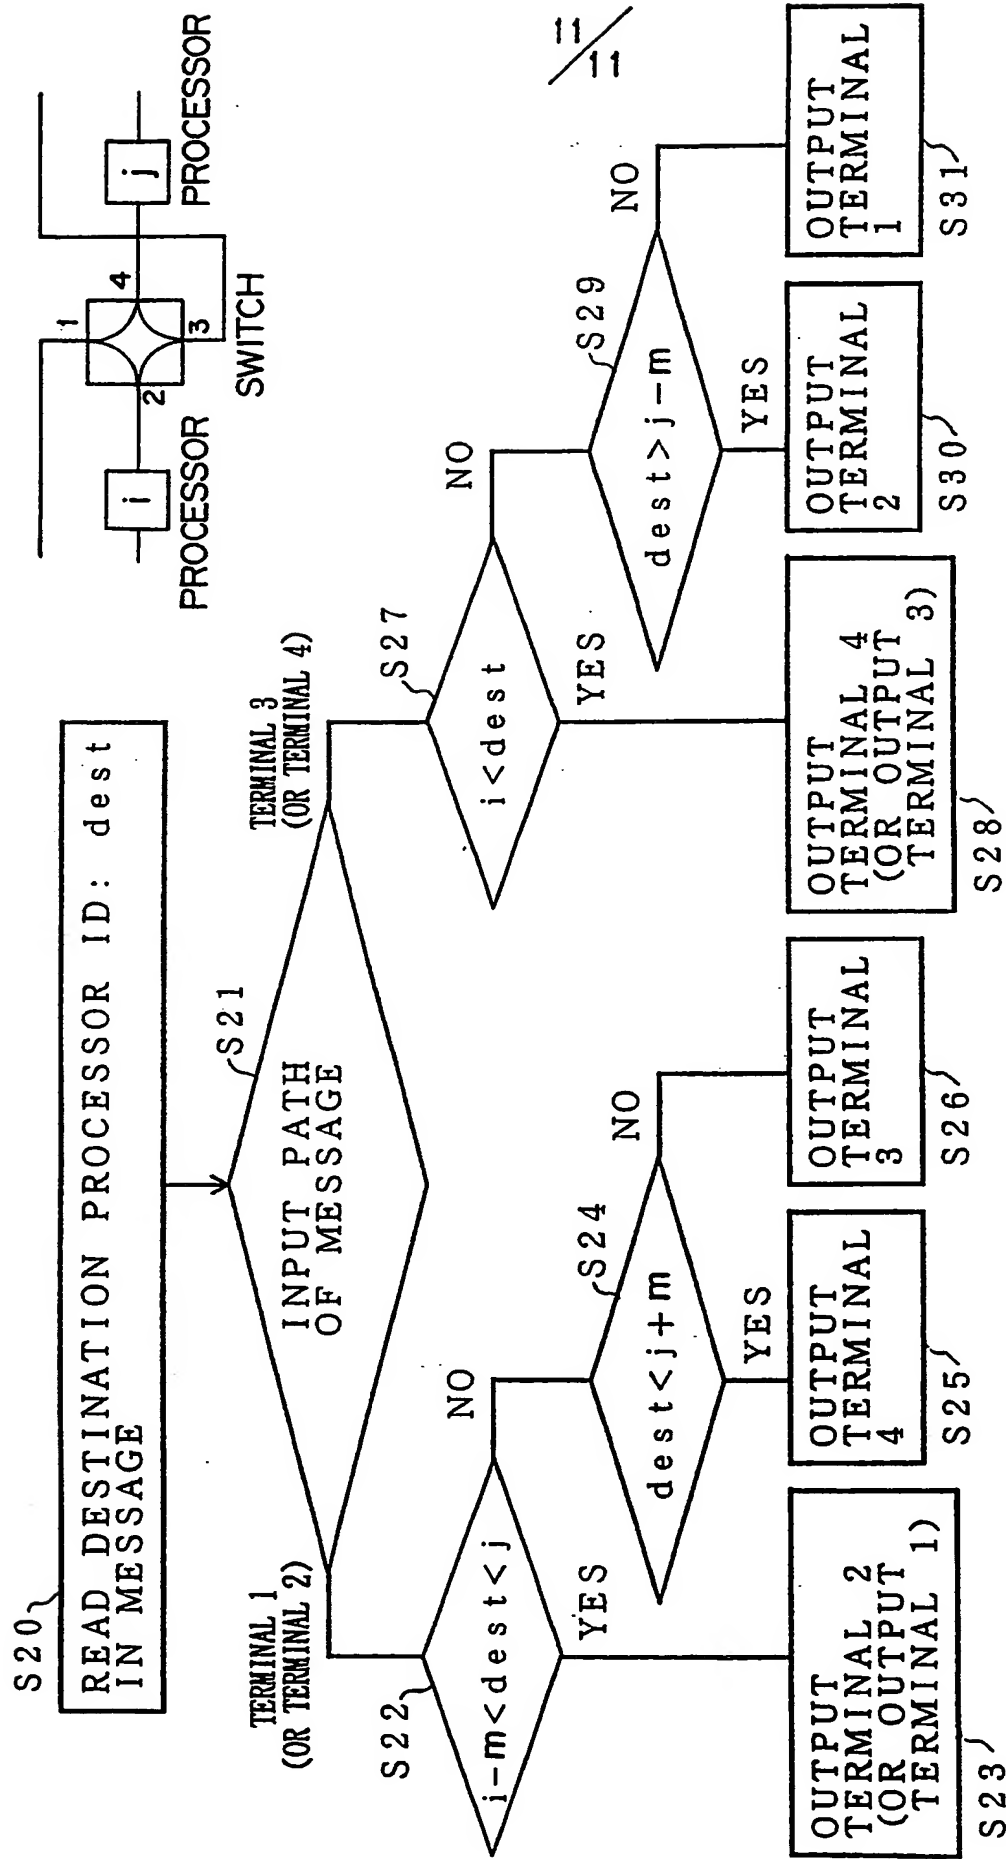 S20
READ DESTINATION PROCESSOR ID: dest
IN MESSAGE
i
PROCESSOR
1
2
3
4
SWITCH
j
PROCESSOR
S21
INPUT PATH
OF MESSAGE
TERMINAL 1
(OR TERMINAL 2)
TERMINAL 3
(OR TERMINAL 4)
11/11
S22
i-m<dest<j
NO
YES
S24
dest<j+m
NO
YES
S27
i<dest
NO
YES
S29
dest>j-m
NO
YES
OUTPUT
TERMINAL 2
(OR OUTPUT
TERMINAL 1)
S23
OUTPUT
TERMINAL
4
S25
OUTPUT
TERMINAL
3
S26
OUTPUT
TERMINAL 4
(OR OUTPUT
TERMINAL 3)
S28
OUTPUT
TERMINAL
2
S30
OUTPUT
TERMINAL
1
S31